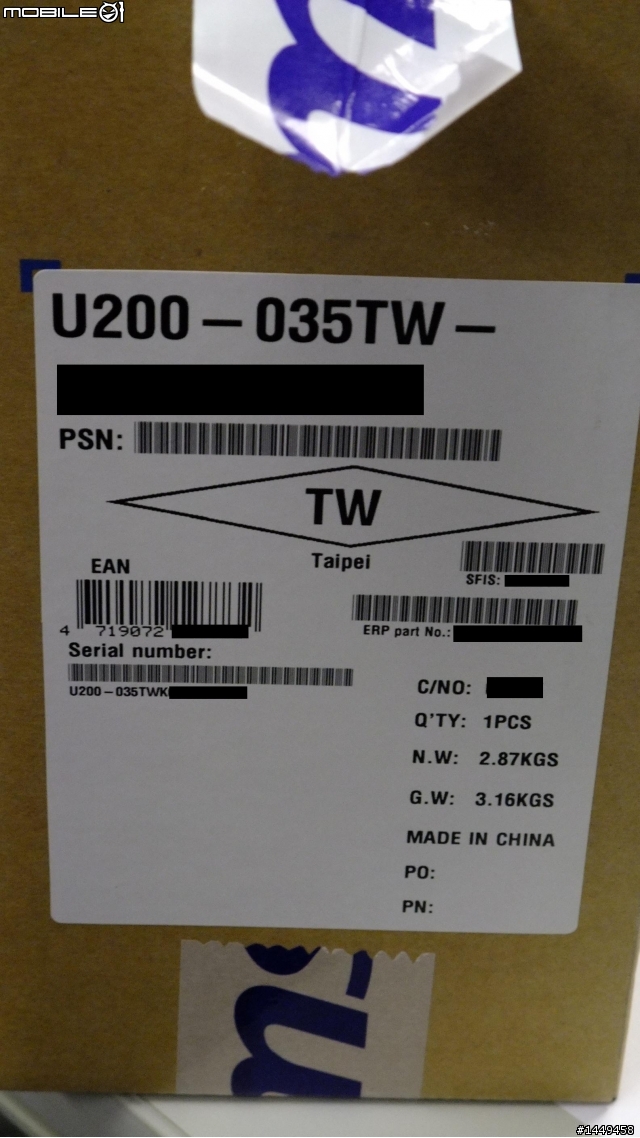 MOBILE01
U200-035TW-
PSN:
TW
Taipei
EAN
4 719072
SFIS:
ERP part No.:
Serial number:
U200-035TWK
C/NO:
Q'TY: 1PCS
N.W: 2.87KGS
G.W: 3.16KGS
MADE IN CHINA
PO:
PN:
#1449458